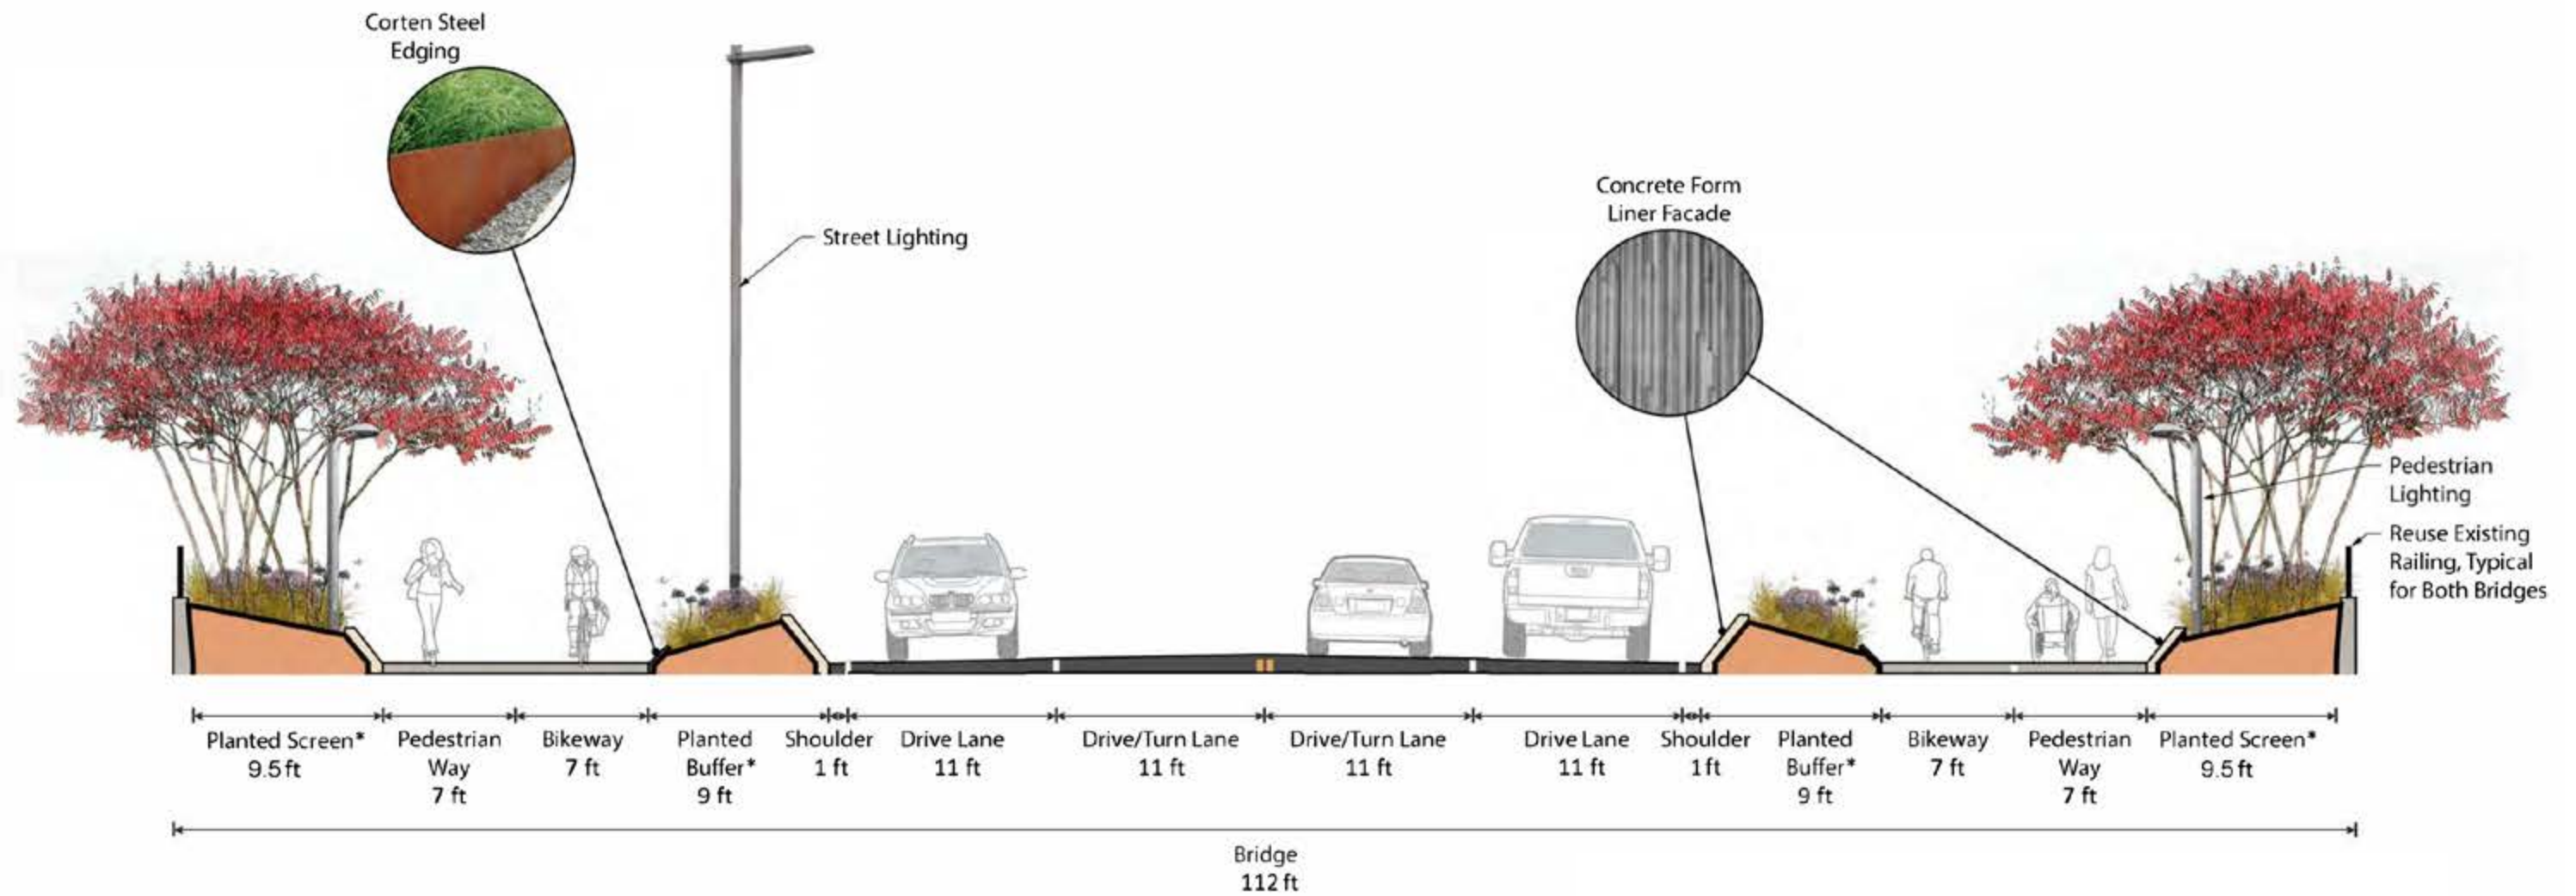 Corten Steel
Edging
Street Lighting
Concrete Form
Liner Facade
Pedestrian
Lighting
Reuse Existing
Railing, Typical
for Both Bridges
Planted Screen*
9.5 ft
Pedestrian
Way
7 ft
Bikeway
7 ft
Planted
Buffer*
9 ft
Shoulder
1 ft
Drive Lane
11 ft
Drive/Turn Lane
11 ft
Drive/Turn Lane
11 ft
Drive Lane
11 ft
Shoulder
1 ft
Planted
Buffer*
9 ft
Bikeway
7 ft
Pedestrian
Way
7 ft
Planted Screen*
9.5 ft
Bridge
112 ft